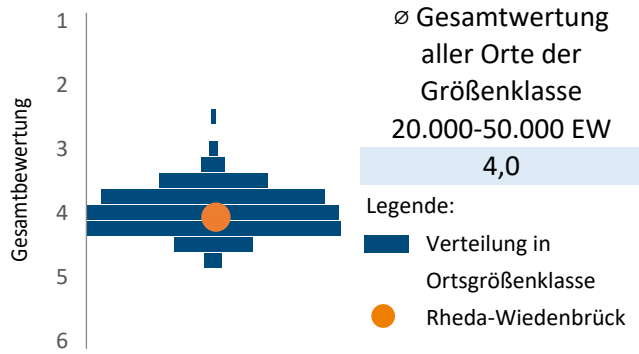 1
2
3
4
5
6
Gesamtbewertung
⌀ Gesamtwertung
aller Orte der
Größenklasse
20.000-50.000 EW
4,0
Legende:
Verteilung in
Ortsgrößenklasse
Rheda-Wiedenbrück